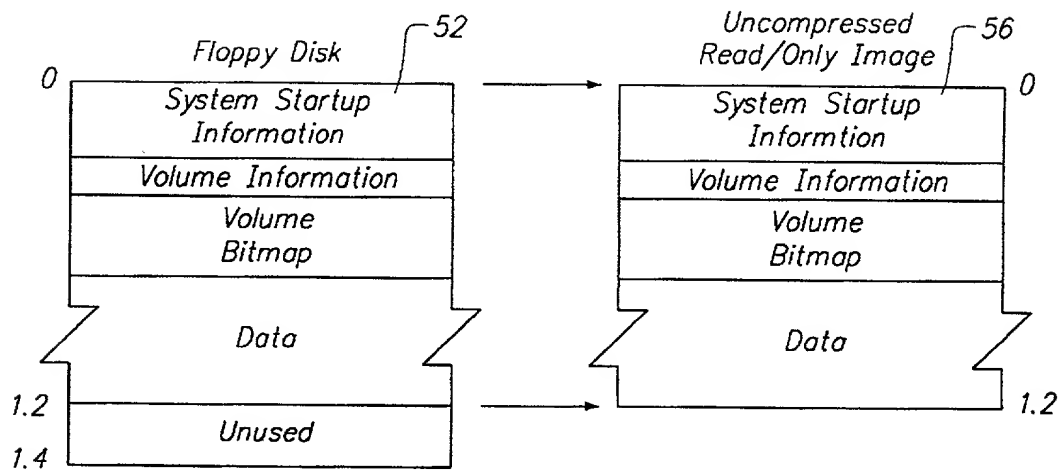 52
Floppy Disk
0
System Startup
Information
Volume Information
Volume
Bitmap
Data
1.2
Unused
1.4
Uncompressed
Read/Only Image
56
0
System Startup
Informtion
Volume Information
Volume
Bitmap
Data
1.2